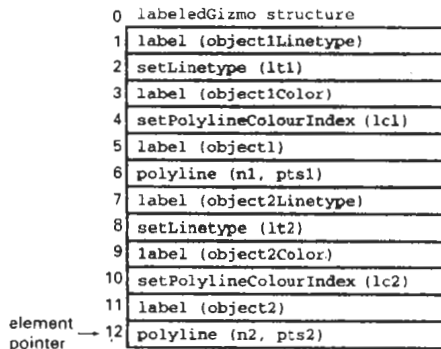 0 labeledGizmo structure
1 label (object1Linetype)
2 setLinetype (lt1)
3 label (object1Color)
4 setPolylineColourIndex (lc1)
5 label (object1)
6 polyline (n1, pts1)
7 label (object2Linetype)
8 setLinetype (lt2)
9 label (object2Color)
10 setPolylineColourIndex (lc2)
11 label (object2)
element pointer → 12 polyline (n2, pts2)